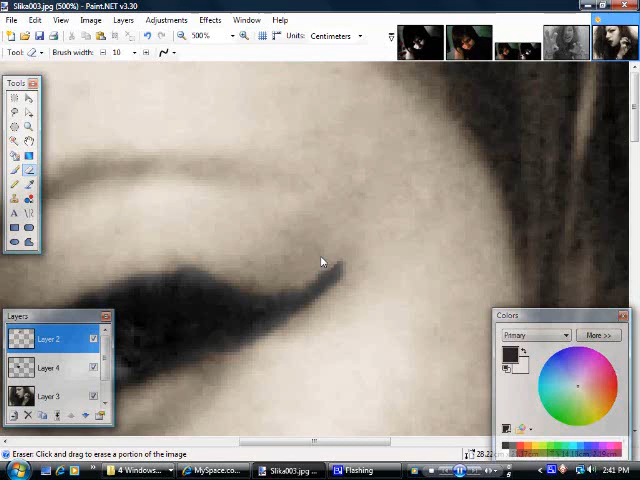 Slika003.jpg (500%) - Paint.NET v3.30
File Edit View Image Layers Adjustments Effects Window Help
500% Units: Centimeters
Tool: Brush width: 10
Tools
Layers
Layer 2
Layer 4
Layer 3
Colors
Primary More >>
Eraser: Click and drag to erase a portion of the image
Start 4 Windows... MySpace.co... Slika003.jpg ... Flashing 2:41 PM